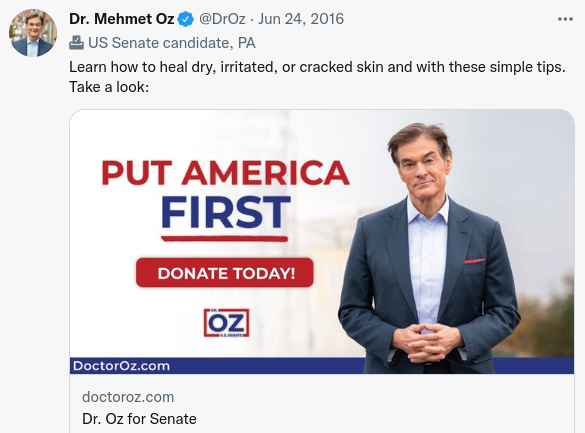 Dr. Mehmet Oz @DrOz · Jun 24, 2016
US Senate candidate, PA
Learn how to heal dry, irritated, or cracked skin and with these simple tips.
Take a look:
PUT AMERICA
FIRST
DONATE TODAY!
DR.
OZ
U.S. SENATE
DoctorOz.com
doctoroz.com
Dr. Oz for Senate